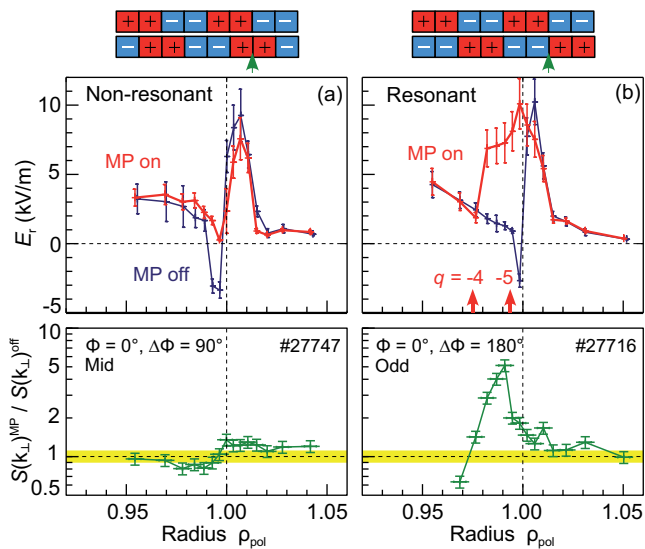 + + − − + + − −
− + + − − + + −
+ + − − + + − −
− − + + − − + +
Non-resonant (a)
MP on
MP off
Resonant (b)
MP on
q = -4 -5
E_r (kV/m)
10
5
0
-5
Φ = 0°, ΔΦ = 90° #27747
Mid
Φ = 0°, ΔΦ = 180° #27716
Odd
S(k⊥)^MP / S(k⊥)^off
10
5
2
1
0.5
0.95 1.00 1.05
0.95 1.00 1.05
Radius ρ_pol
Radius ρ_pol